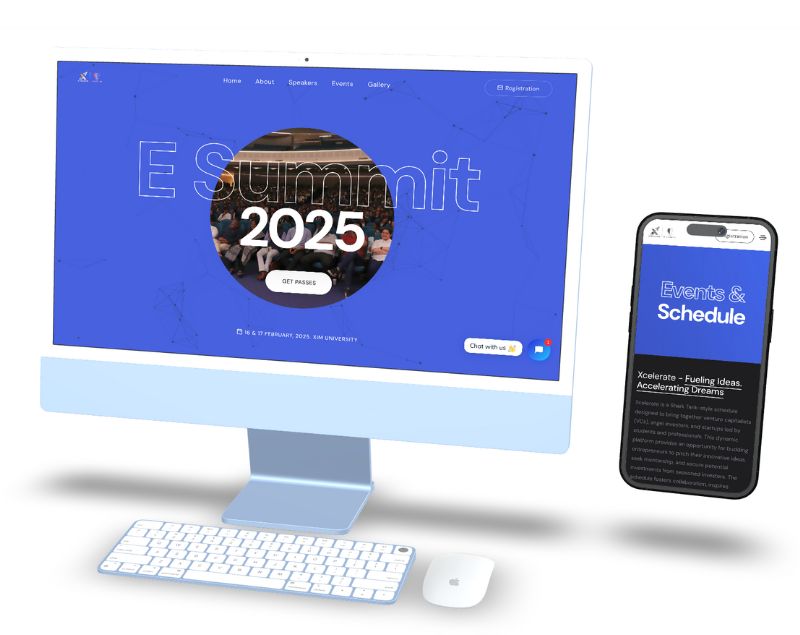 Home About Speakers Events Gallery
Registration
E Summit
2025
GET PASSES
16 & 17 FEBRUARY, 2025. XIM UNIVERSITY
Chat with us 👋
1
Events &
Schedule
Xcelerate - Fueling Ideas.
Accelerating Dreams
Xcelerate is a Shark Tank-style schedule
designed to bring together venture capitalists
(VCs), angel investors, and startups led by
students and professionals. This dynamic
platform provides an opportunity for budding
entrepreneurs to pitch their innovative ideas
seek mentorship, and secure potential
investments from seasoned investors. The
schedule fosters collaboration, inspires